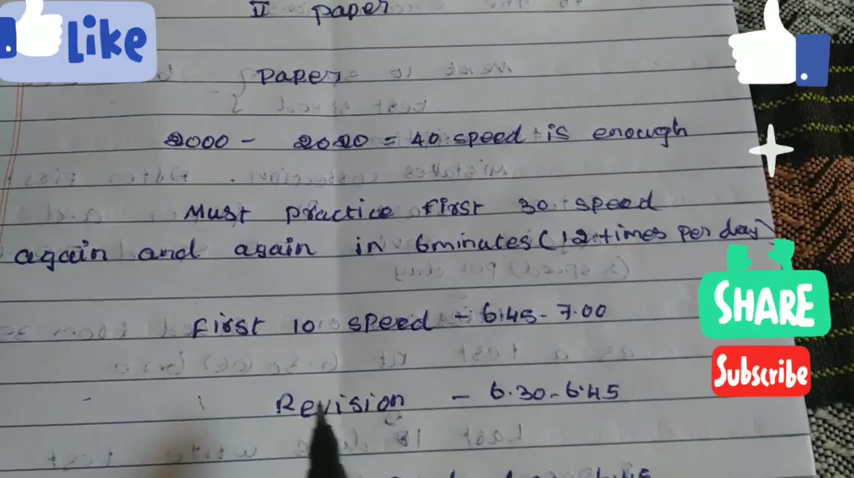 II paper
Like
paper
2000 - 2020 = 40 speed is enough
Must practice first 30 speed
again and again in 6minutes (12 times per day)
SHARE
First 10 speed - 6.45 - 7.00
Subscribe
Revision - 6.30 - 6.45